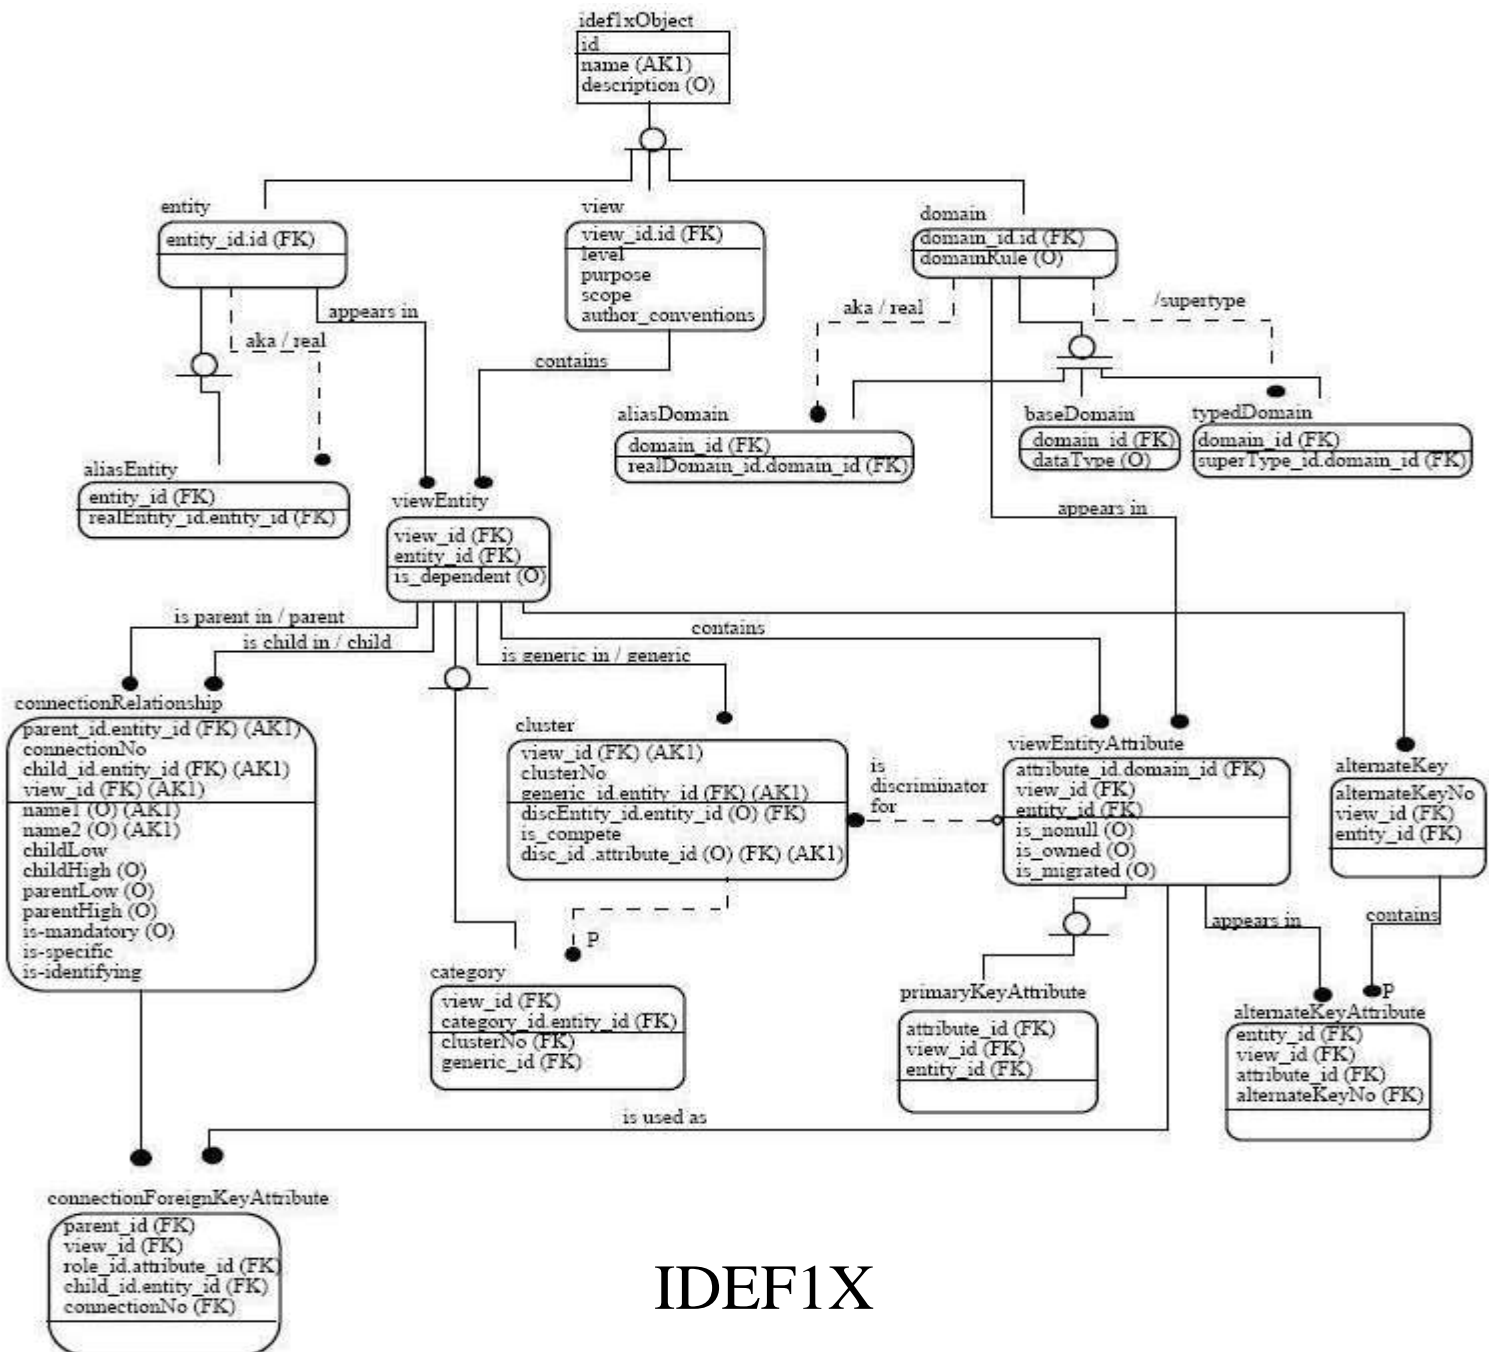 idef1xObject
id
name (AK1)
description (O)
entity
entity_id.id (FK)
view
view_id.id (FK)
level
purpose
scope
author_conventions
domain
domain_id.id (FK)
domainRule (O)
appears in
aka / real
contains
aka / real
/supertype
aliasDomain
domain_id (FK)
realDomain_id.domain_id (FK)
baseDomain
domain_id (FK)
dataType (O)
typedDomain
domain_id (FK)
superType_id.domain_id (FK)
aliasEntity
entity_id (FK)
realEntity_id.entity_id (FK)
viewEntity
view_id (FK)
entity_id (FK)
is_dependent (O)
appears in
is parent in / parent
is child in / child
is generic in / generic
contains
connectionRelationship
parent_id.entity_id (FK) (AK1)
connectionNo
child_id.entity_id (FK) (AK1)
view_id (FK) (AK1)
name1 (O) (AK1)
name2 (O) (AK1)
childLow
childHigh (O)
parentLow (O)
parentHigh (O)
is-mandatory (O)
is-specific
is-identifying
cluster
view_id (FK) (AK1)
clusterNo
generic_id.entity_id (FK) (AK1)
discEntity_id.entity_id (O) (FK)
is_compete
disc_id .attribute_id (O) (FK) (AK1)
is
discriminator
for
viewEntityAttribute
attribute_id.domain_id (FK)
view_id (FK)
entity_id (FK)
is_nonull (O)
is_owned (O)
is_migrated (O)
alternateKey
alternateKeyNo
view_id (FK)
entity_id (FK)
P
appears in
contains
P
category
view_id (FK)
category_id.entity_id (FK)
clusterNo (FK)
generic_id (FK)
primaryKeyAttribute
attribute_id (FK)
view_id (FK)
entity_id (FK)
alternateKeyAttribute
entity_id (FK)
view_id (FK)
attribute_id (FK)
alternateKeyNo (FK)
is used as
connectionForeignKeyAttribute
parent_id (FK)
view_id (FK)
role_id.attribute_id (FK)
child_id.entity_id (FK)
connectionNo (FK)
IDEF1X